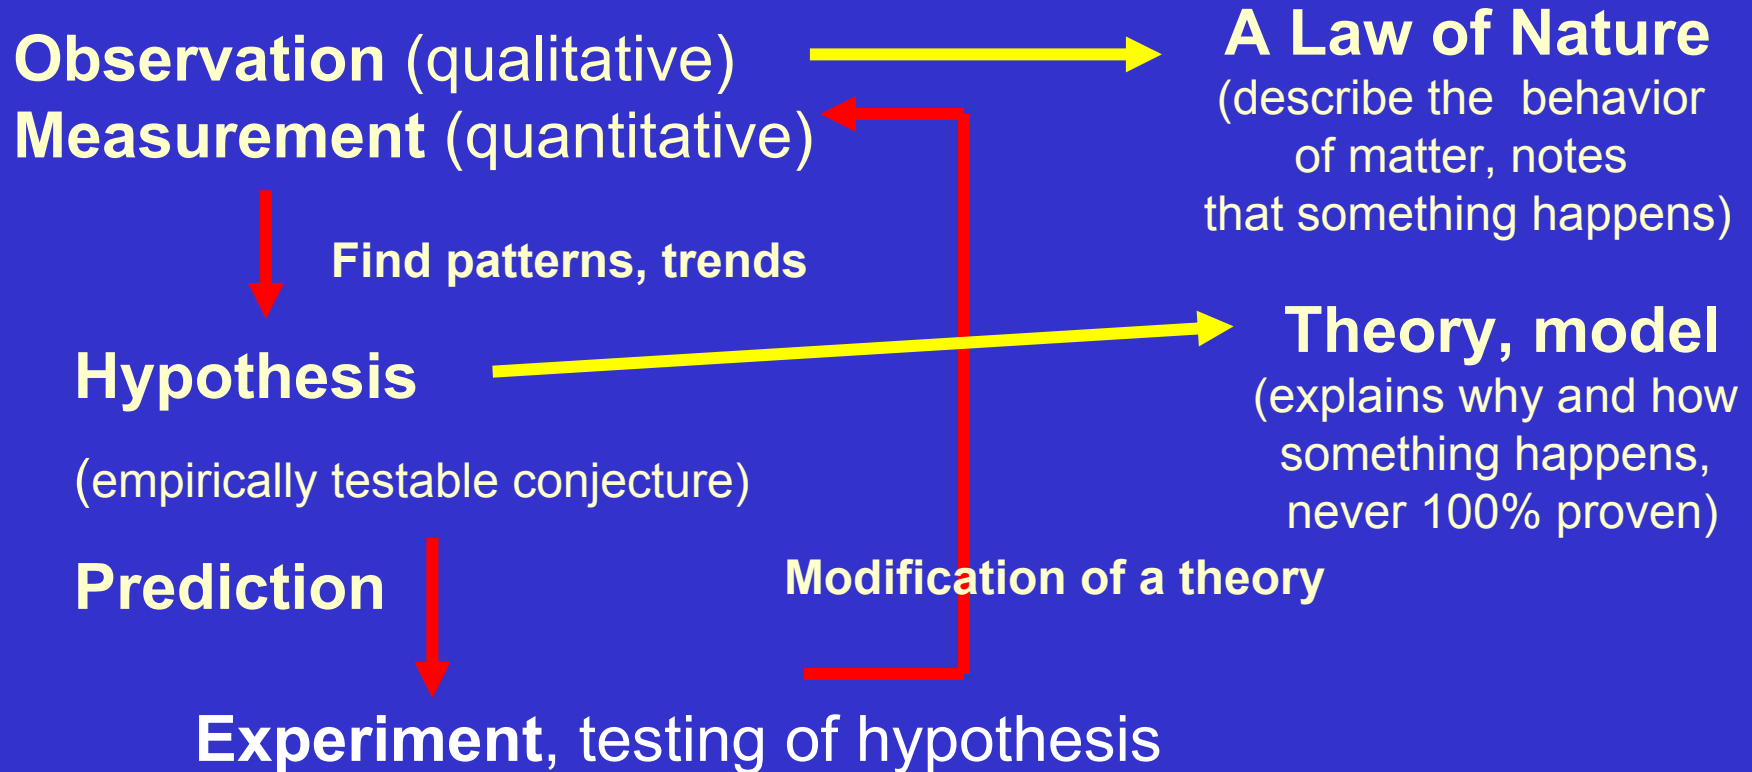 Observation (qualitative)
Measurement (quantitative)
A Law of Nature
(describe the behavior
of matter, notes
that something happens)
Find patterns, trends
Hypothesis
(empirically testable conjecture)
Theory, model
(explains why and how
something happens,
never 100% proven)
Prediction
Modification of a theory
Experiment, testing of hypothesis